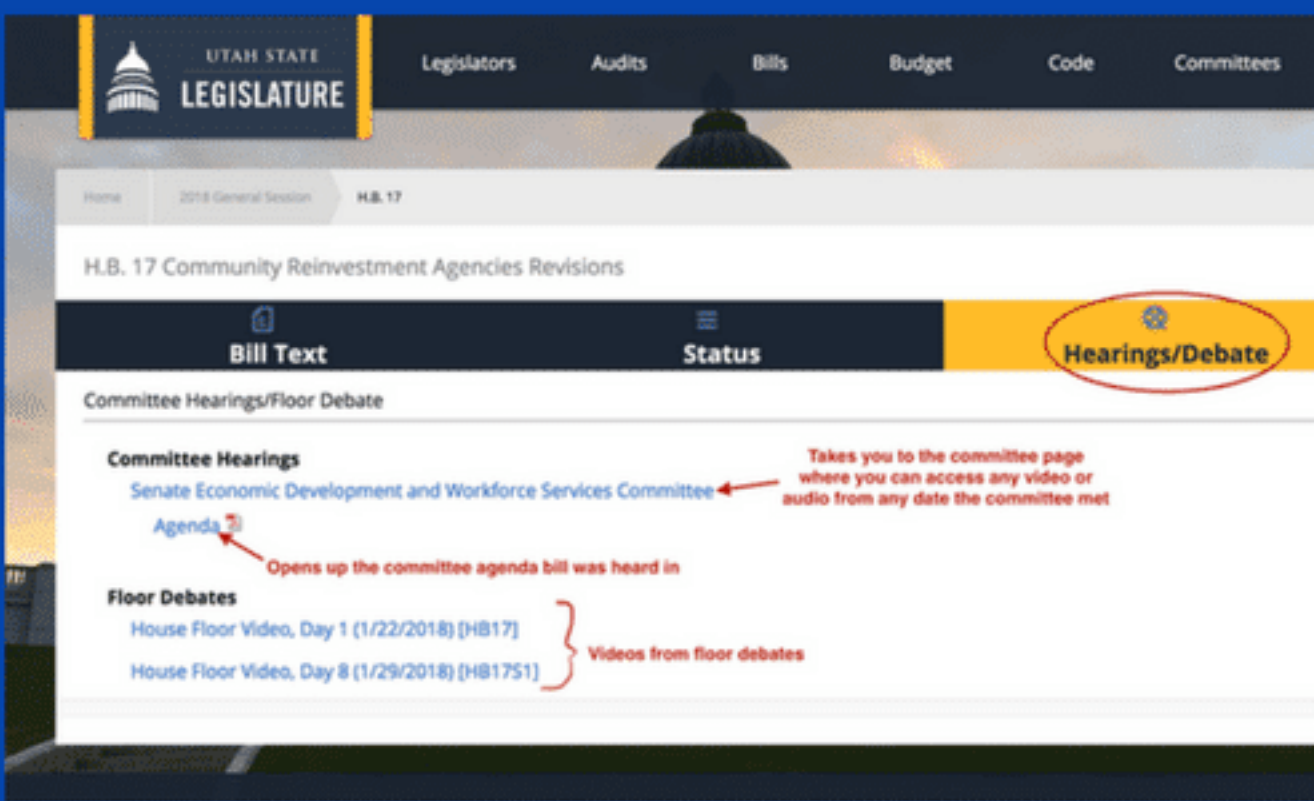 UTAH STATE
LEGISLATURE
Legislators
Audits
Bills
Budget
Code
Committees
Home
2018 General Session
H.B. 17
H.B. 17 Community Reinvestment Agencies Revisions
Bill Text
Status
Hearings/Debate
Committee Hearings/Floor Debate
Committee Hearings
Senate Economic Development and Workforce Services Committee
Takes you to the committee page
where you can access any video or
audio from any date the committee met
Agenda
Opens up the committee agenda bill was heard in
Floor Debates
House Floor Video, Day 1 (1/22/2018) [HB17]
House Floor Video, Day 8 (1/29/2018) [HB17S1]
Videos from floor debates